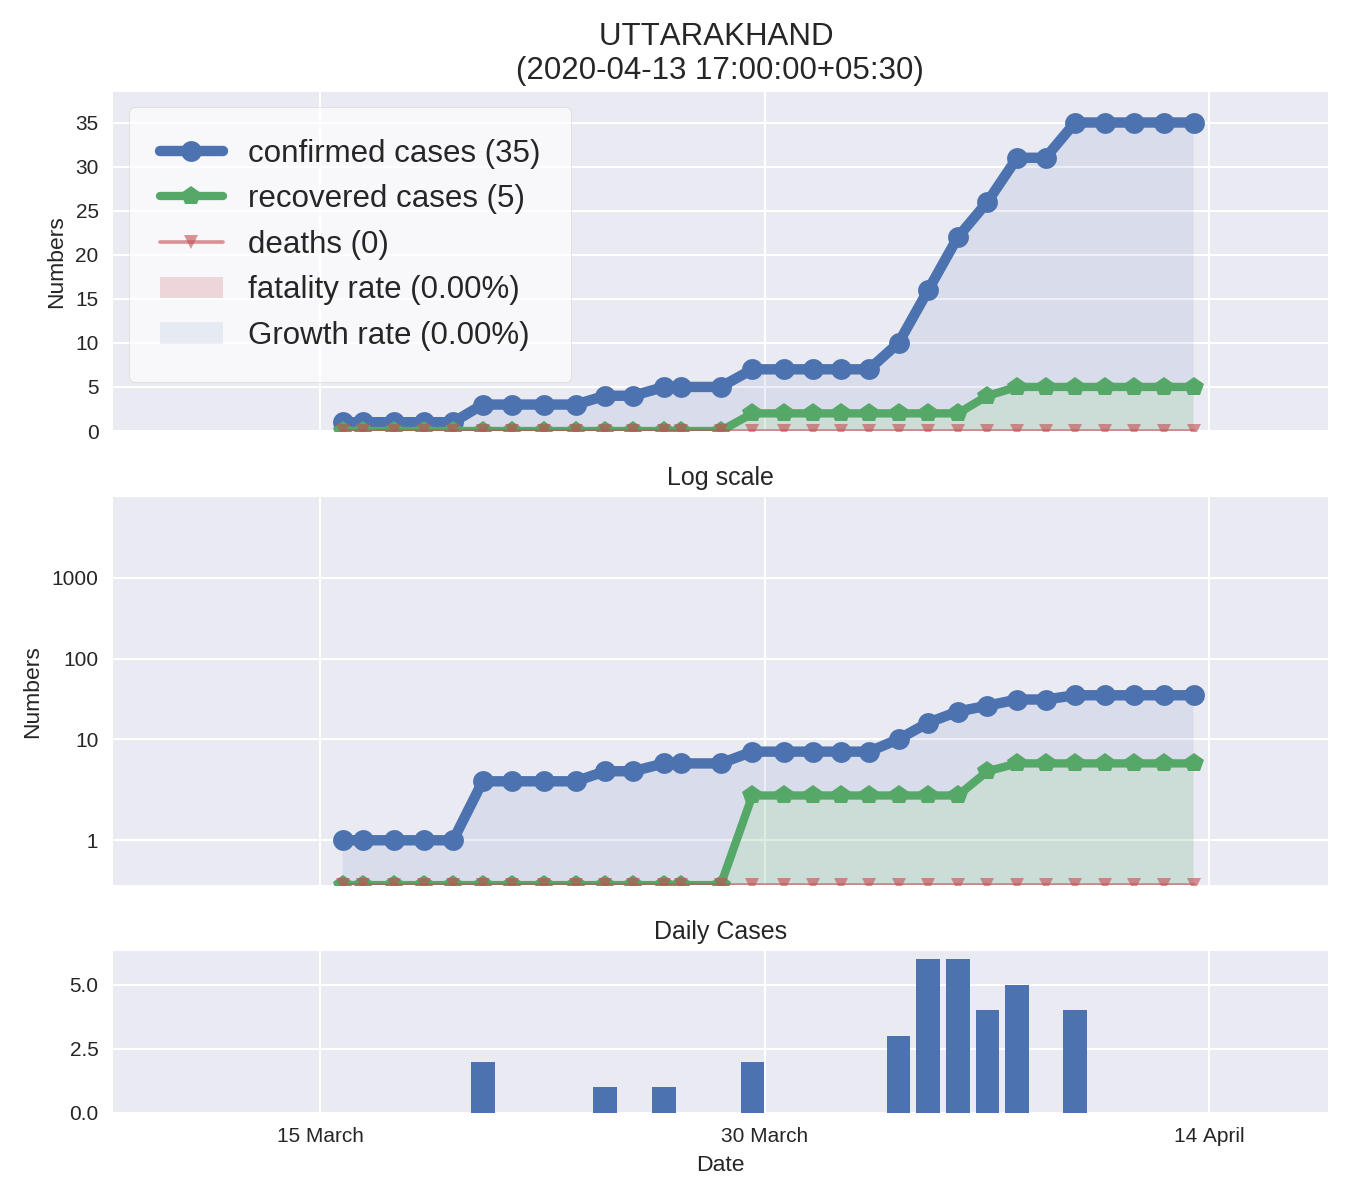 UTTARAKHAND
(2020-04-13 17:00:00+05:30)
35
30
25
20
15
10
5
0
Numbers
confirmed cases (35)
recovered cases (5)
deaths (0)
fatality rate (0.00%)
Growth rate (0.00%)
Log scale
1000
100
10
1
Numbers
Daily Cases
5.0
2.5
0.0
15 March
30 March
14 April
Date